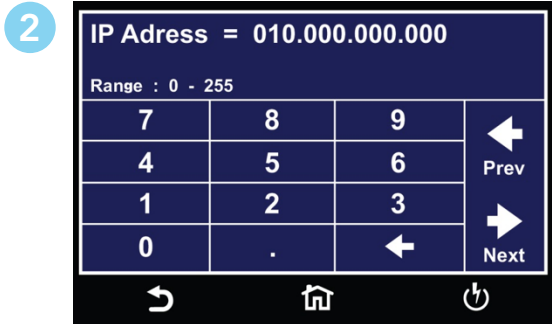 2
IP Adress = 010.000.000.000
Range : 0 - 255
7 8 9
4 5 6
Prev
1 2 3
0 .
Next